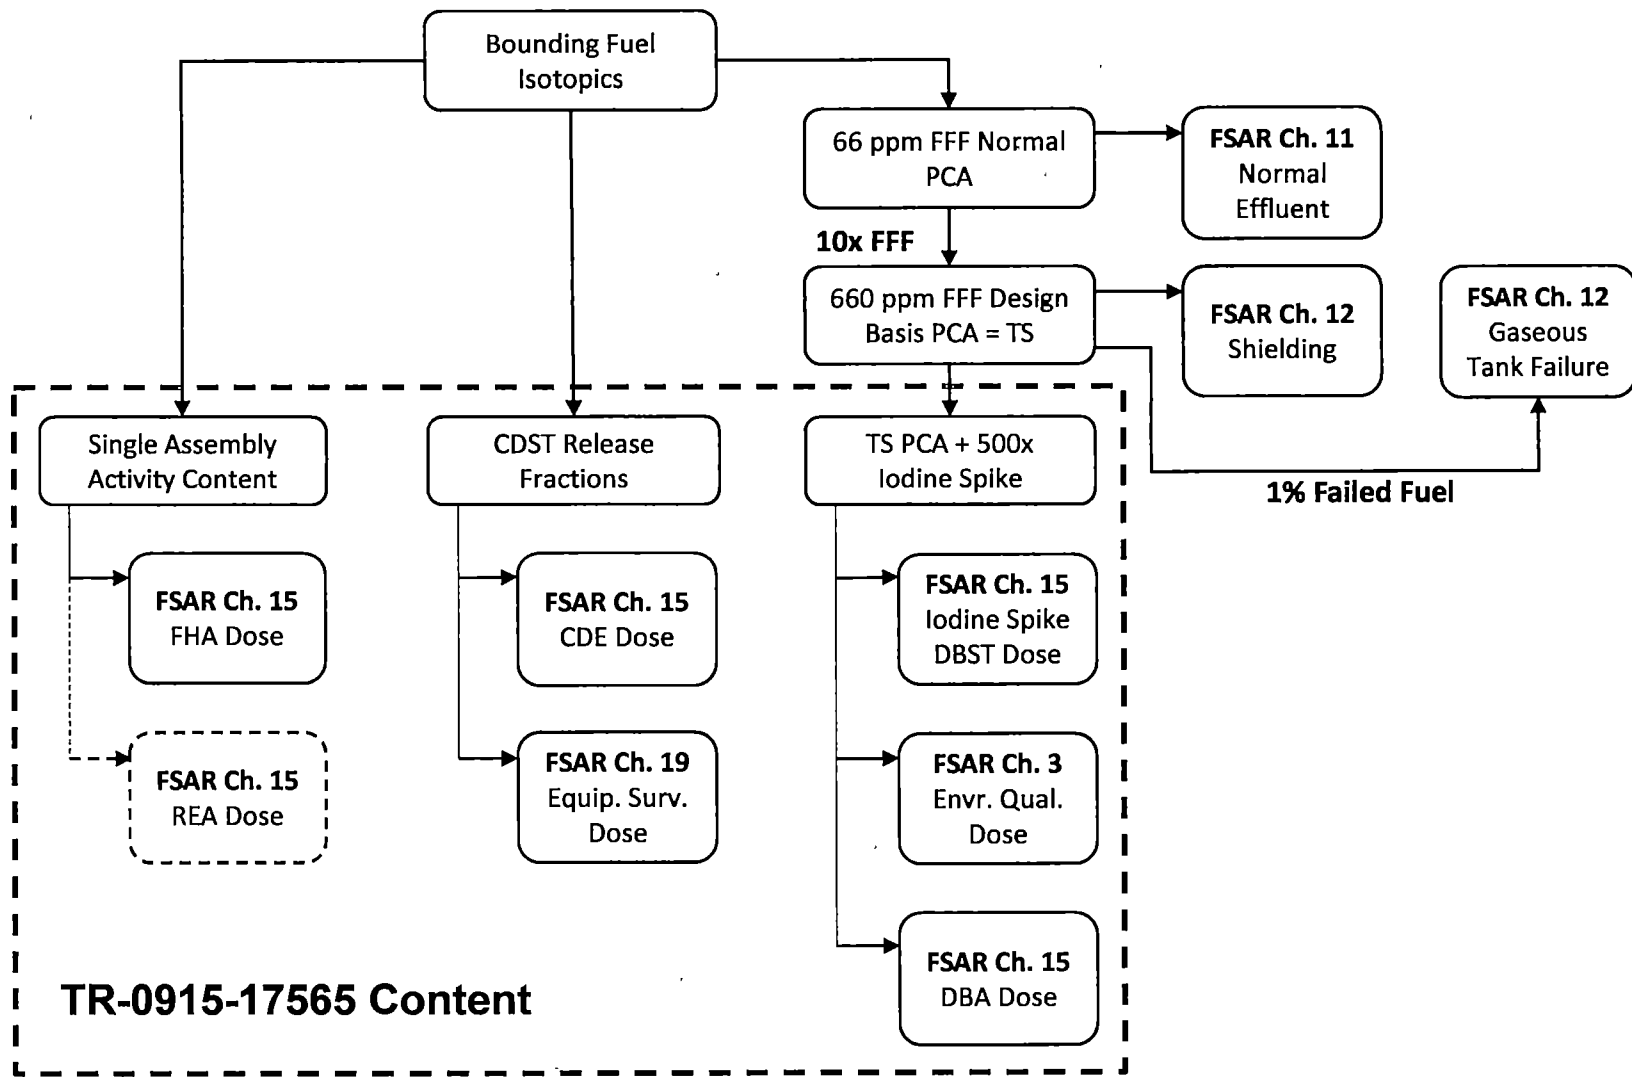 Bounding Fuel
Isotopics
66 ppm FFF Normal
PCA
FSAR Ch. 11
Normal
Effluent
10x FFF
660 ppm FFF Design
Basis PCA = TS
FSAR Ch. 12
Shielding
FSAR Ch. 12
Gaseous
Tank Failure
1% Failed Fuel
Single Assembly
Activity Content
CDST Release
Fractions
TS PCA + 500x
Iodine Spike
FSAR Ch. 15
FHA Dose
FSAR Ch. 15
CDE Dose
FSAR Ch. 15
Iodine Spike
DBST Dose
FSAR Ch. 15
REA Dose
FSAR Ch. 19
Equip. Surv.
Dose
FSAR Ch. 3
Envr. Qual.
Dose
FSAR Ch. 15
DBA Dose
TR-0915-17565 Content